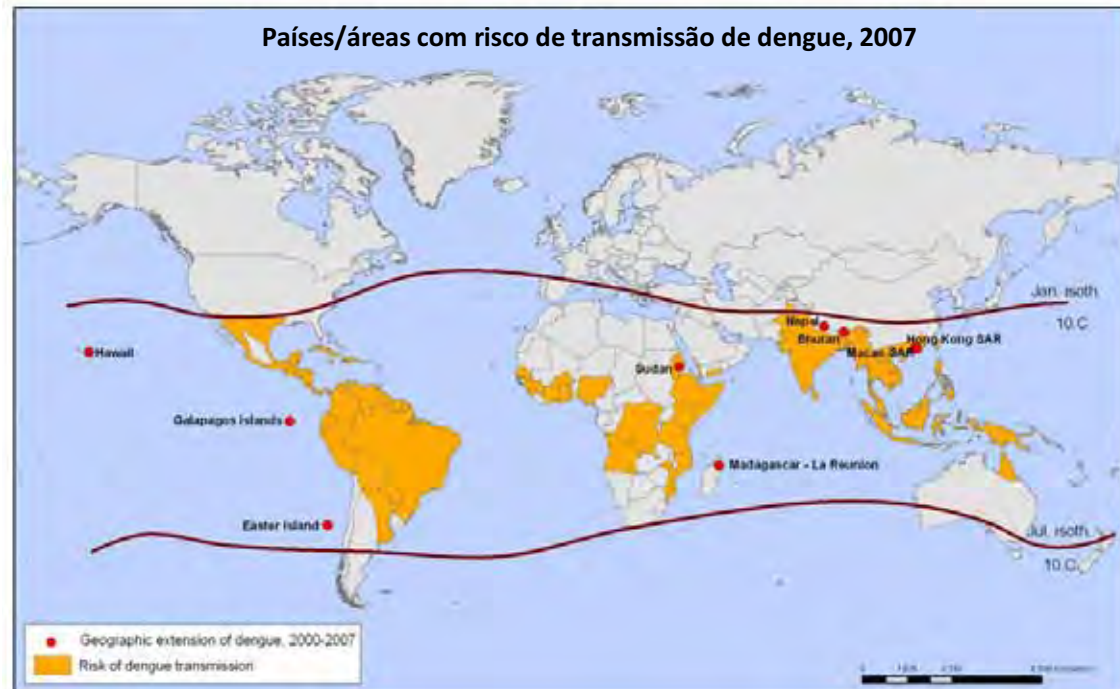 Países/áreas com risco de transmissão de dengue, 2007
Jan. isoth.
10.C
Nepal
Bhutan
Hong Kong SAR
Macao SAR
Hawaii
Sudan
Galapagos Islands
Madagascar - La Reunion
Easter Island
Jul. isoth.
10.C
Geographic extension of dengue, 2000-2007
Risk of dengue transmission
0